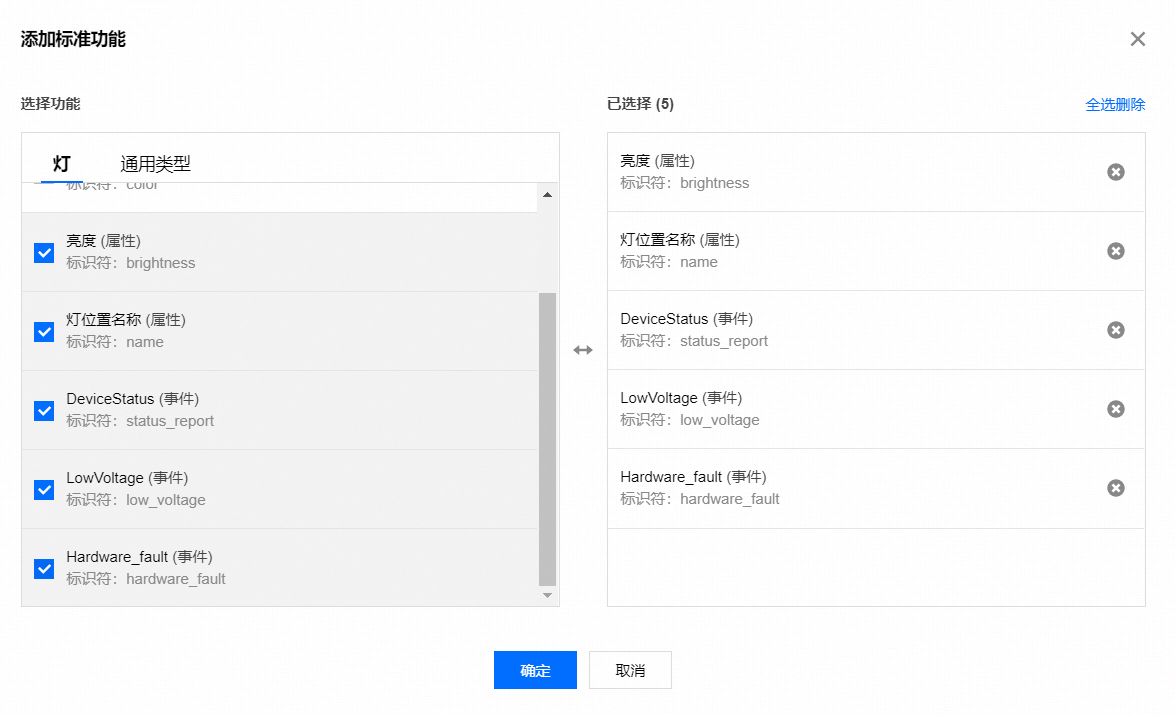 添加标准功能
选择功能
灯 通用类型
标识符：color
亮度 (属性)
标识符：brightness
灯位置名称 (属性)
标识符：name
DeviceStatus (事件)
标识符：status_report
LowVoltage (事件)
标识符：low_voltage
Hardware_fault (事件)
标识符：hardware_fault
已选择 (5)
全选删除
亮度 (属性)
标识符：brightness
灯位置名称 (属性)
标识符：name
DeviceStatus (事件)
标识符：status_report
LowVoltage (事件)
标识符：low_voltage
Hardware_fault (事件)
标识符：hardware_fault
确定
取消